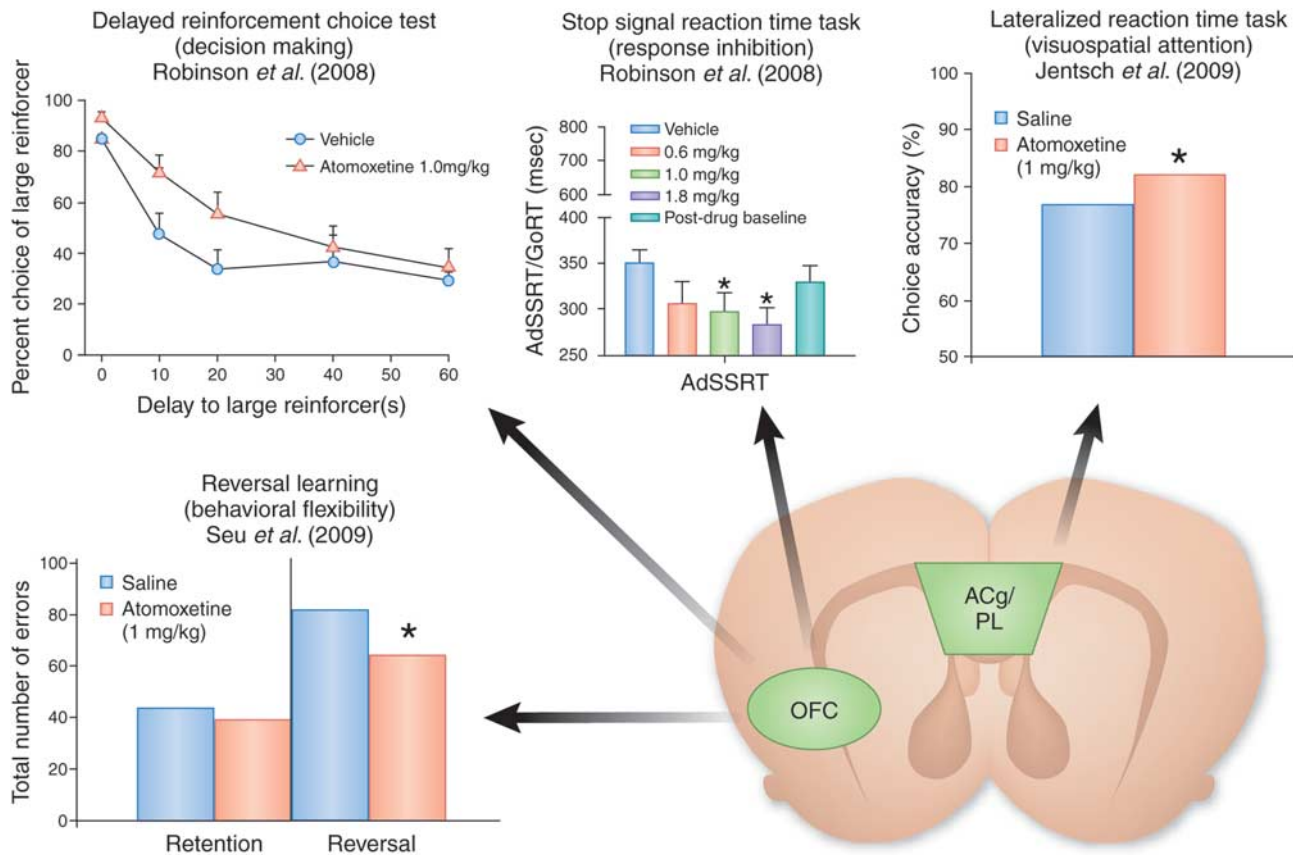 Delayed reinforcement choice test
(decision making)
Robinson et al. (2008)
Percent choice of large reinforcer
100
80
60
40
20
0
Vehicle
Atomoxetine 1.0mg/kg
0 10 20 30 40 50 60
Delay to large reinforcer(s)
Stop signal reaction time task
(response inhibition)
Robinson et al. (2008)
AdSSRT/GoRT (msec)
800
700
600
400
350
300
250
Vehicle
0.6 mg/kg
1.0 mg/kg
1.8 mg/kg
Post-drug baseline
* *
AdSSRT
Lateralized reaction time task
(visuospatial attention)
Jentsch et al. (2009)
Choice accuracy (%)
100
90
80
70
60
50
Saline
Atomoxetine
(1 mg/kg)
*
Reversal learning
(behavioral flexibility)
Seu et al. (2009)
Total number of errors
100
80
60
40
20
0
Saline
Atomoxetine
(1 mg/kg)
*
Retention Reversal
ACg/
PL
OFC